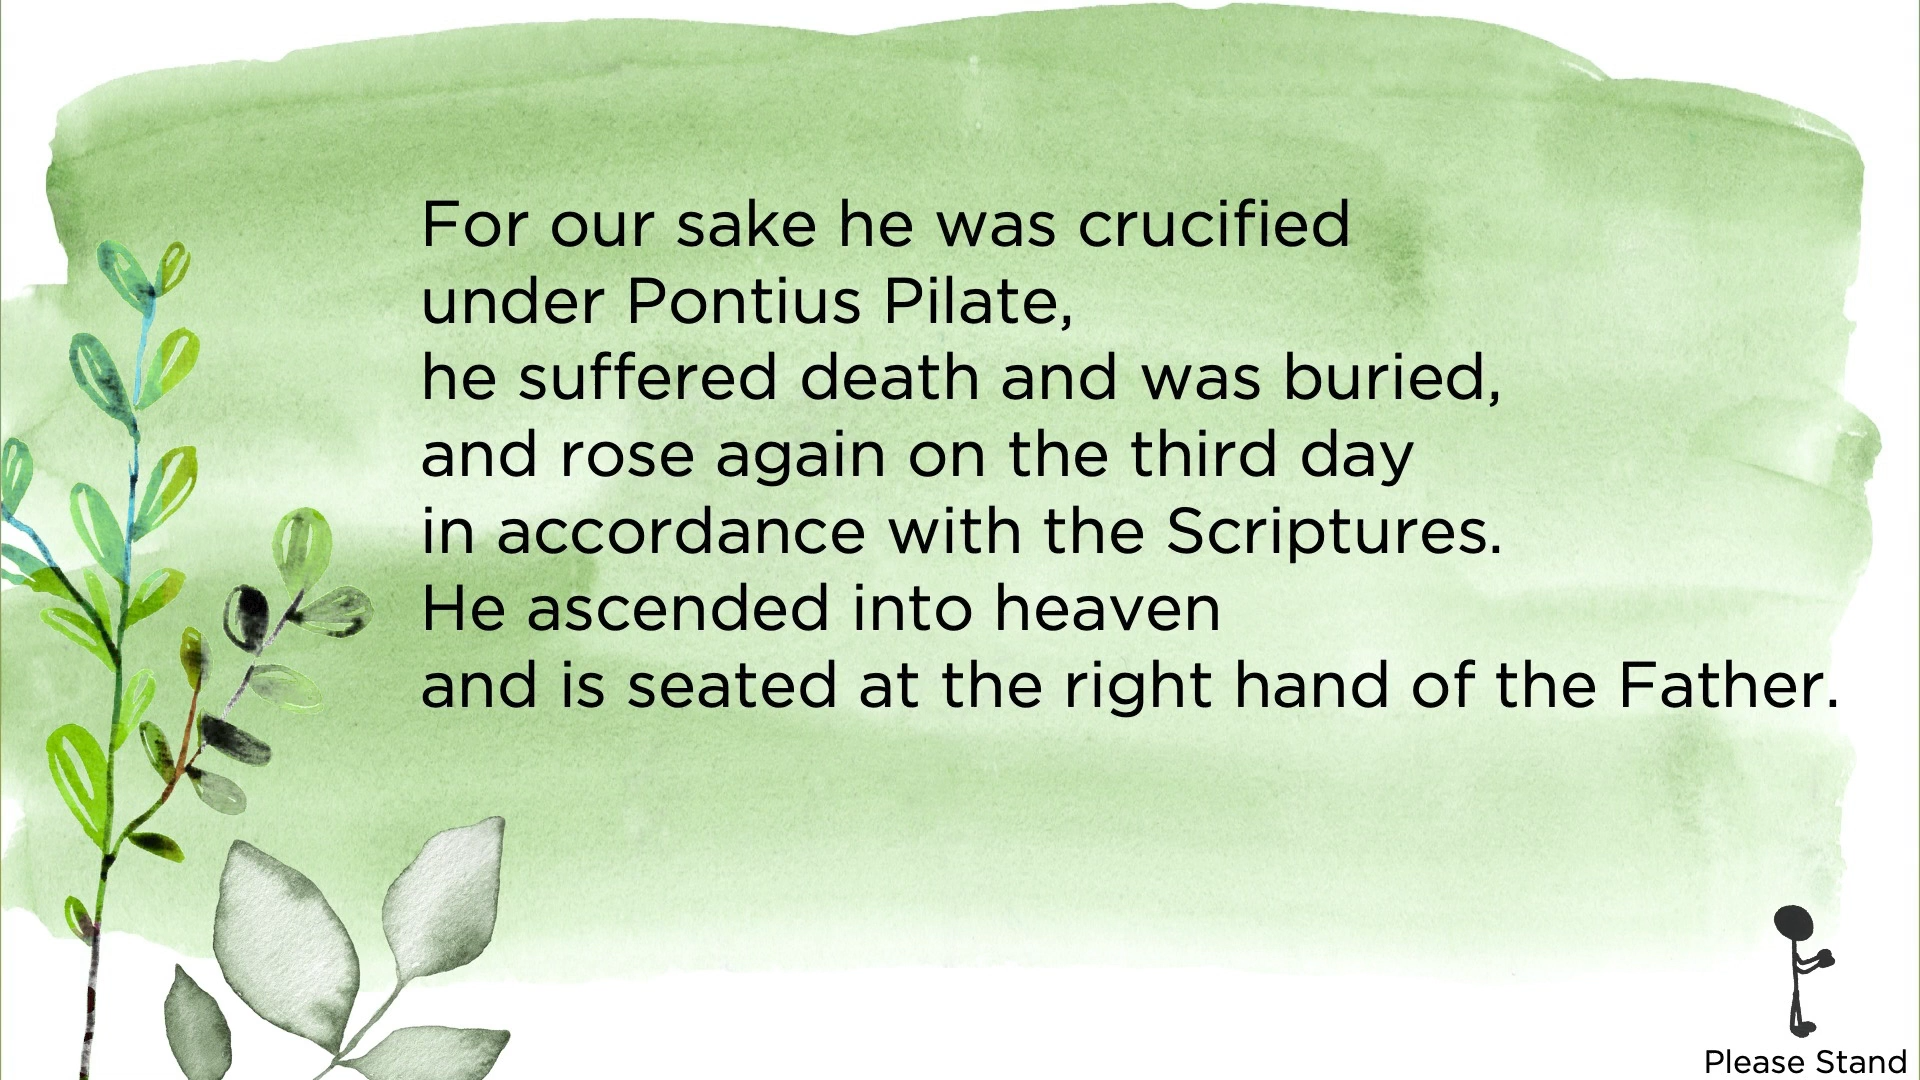 For our sake he was crucified
under Pontius Pilate,
he suffered death and was buried,
and rose again on the third day
in accordance with the Scriptures.
He ascended into heaven
and is seated at the right hand of the Father.
Please Stand